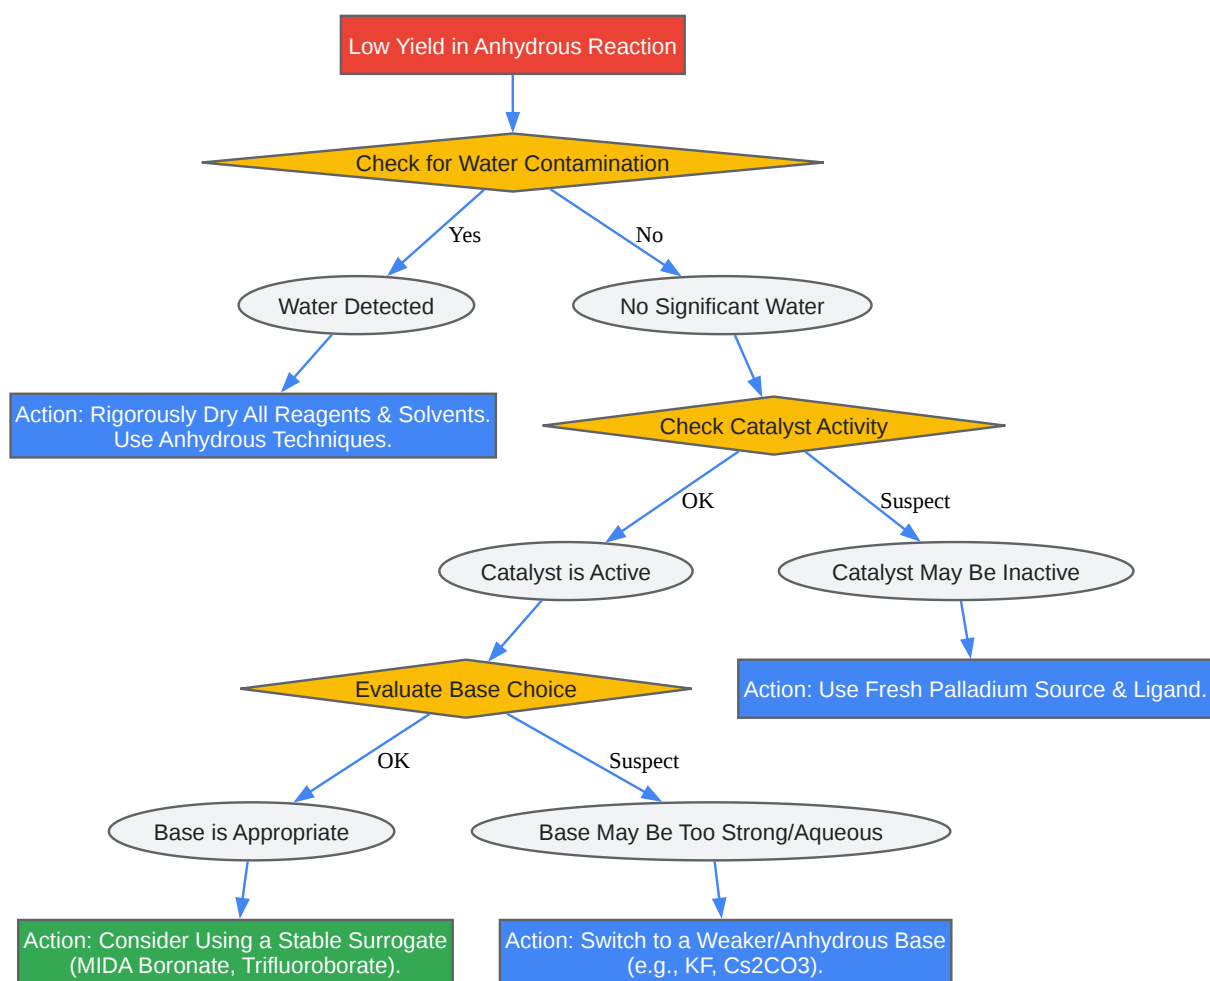 Low Yield in Anhydrous Reaction
Check for Water Contamination
Yes
No
Water Detected
No Significant Water
Action: Rigorously Dry All Reagents & Solvents.
Use Anhydrous Techniques.
Check Catalyst Activity
OK
Suspect
Catalyst is Active
Catalyst May Be Inactive
Evaluate Base Choice
Action: Use Fresh Palladium Source & Ligand.
OK
Suspect
Base is Appropriate
Base May Be Too Strong/Aqueous
Action: Consider Using a Stable Surrogate
(MIDA Boronate, Trifluoroborate).
Action: Switch to a Weaker/Anhydrous Base
(e.g., KF, Cs2CO3).